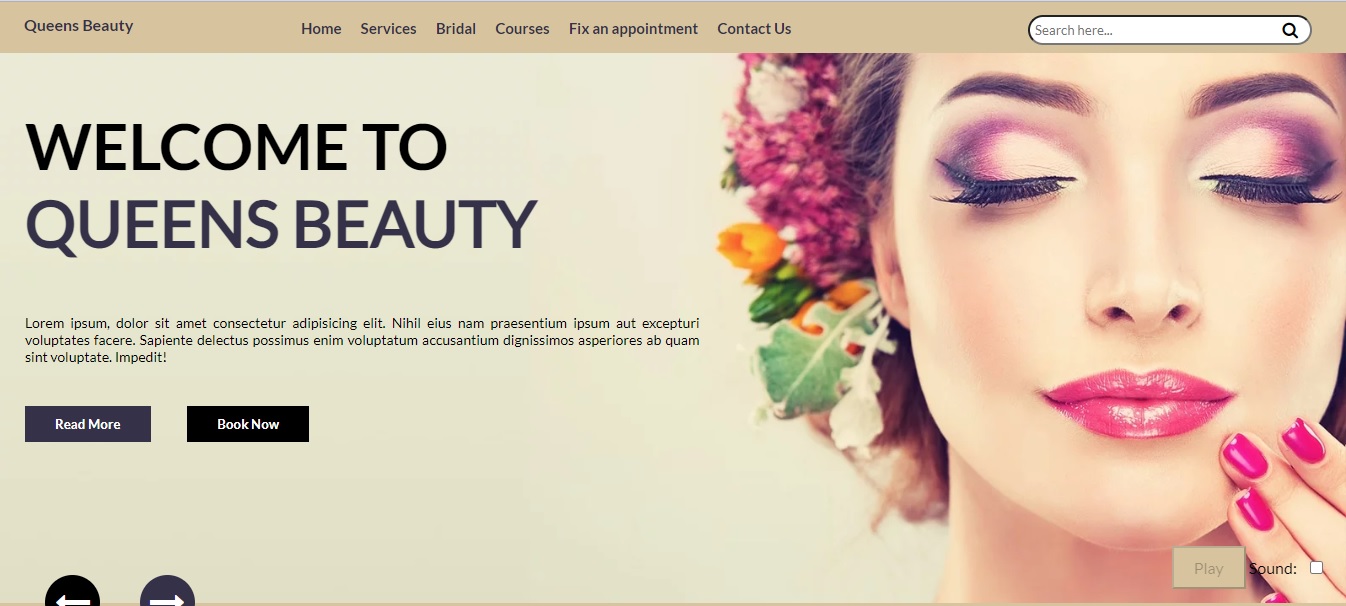 Queens Beauty
Home Services Bridal Courses Fix an appointment Contact Us
Search here...
WELCOME TO
QUEENS BEAUTY
Lorem ipsum, dolor sit amet consectetur adipisicing elit. Nihil eius nam praesentium ipsum aut excepturi
voluptates facere. Sapiente delectus possimus enim voluptatum accusantium dignissimos asperiores ab quam
sint voluptate. Impedit!
Read More Book Now
Play Sound: